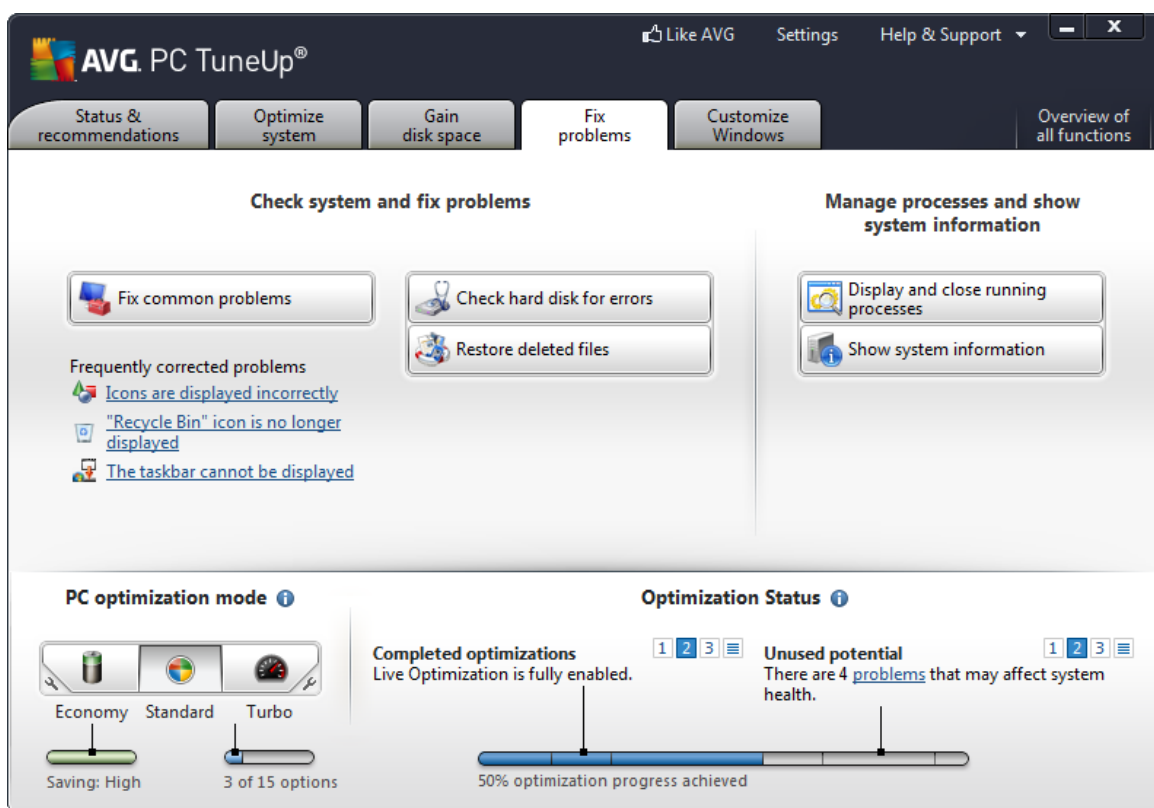 Like AVG
Settings
Help & Support
AVG. PC TuneUp®
Status &
recommendations
Optimize
system
Gain
disk space
Fix
problems
Customize
Windows
Overview of
all functions
Check system and fix problems
Manage processes and show
system information
Fix common problems
Check hard disk for errors
Restore deleted files
Display and close running
processes
Show system information
Frequently corrected problems
Icons are displayed incorrectly
"Recycle Bin" icon is no longer
displayed
The taskbar cannot be displayed
PC optimization mode
Economy
Standard
Turbo
Saving: High
3 of 15 options
Optimization Status
Completed optimizations
1 2 3
Live Optimization is fully enabled.
Unused potential
1 2 3
There are 4 problems that may affect system
health.
50% optimization progress achieved